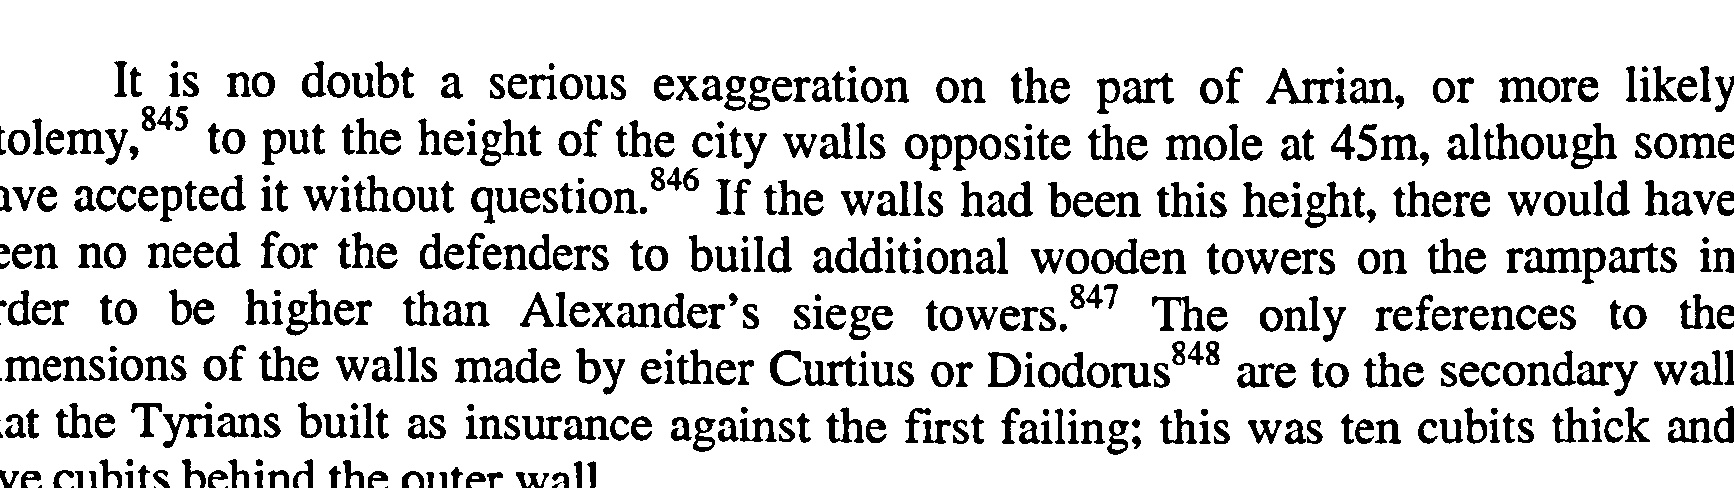 It is no doubt a serious exaggeration on the part of Arrian, or more likely
tolemy,845 to put the height of the city walls opposite the mole at 45m, although some
ave accepted it without question.846 If the walls had been this height, there would have
een no need for the defenders to build additional wooden towers on the ramparts in
rder to be higher than Alexander's siege towers.847 The only references to the
mensions of the walls made by either Curtius or Diodorus848 are to the secondary wall
at the Tyrians built as insurance against the first failing; this was ten cubits thick and
ve cubits behind the outer wall